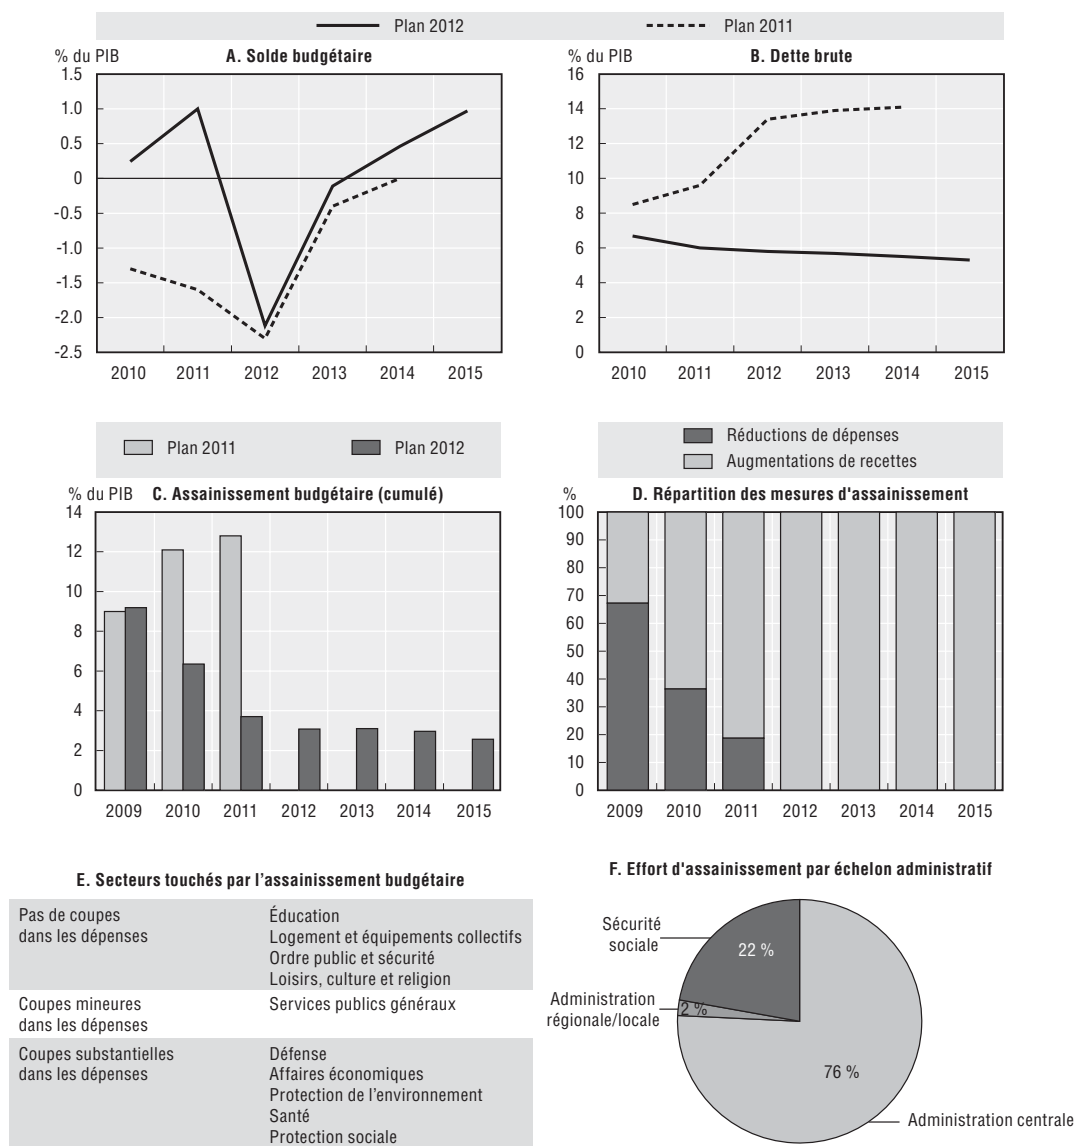 Plan 2012 Plan 2011
% du PIB A. Solde budgétaire
1.5
1.0
0.5
0
-0.5
-1.0
-1.5
-2.0
-2.5
2010 2011 2012 2013 2014 2015
% du PIB B. Dette brute
16
14
12
10
8
6
4
2
0
2010 2011 2012 2013 2014 2015
Plan 2011 Plan 2012
% du PIB C. Assainissement budgétaire (cumulé)
14
12
10
8
6
4
2
0
2009 2010 2011 2012 2013 2014 2015
Réductions de dépenses
Augmentations de recettes
% D. Répartition des mesures d'assainissement
100
90
80
70
60
50
40
30
20
10
0
2009 2010 2011 2012 2013 2014 2015
E. Secteurs touchés par l’assainissement budgétaire
Pas de coupes Éducation
dans les dépenses Logement et équipements collectifs
Ordre public et sécurité
Loisirs, culture et religion
Coupes mineures Services publics généraux
dans les dépenses
Coupes substantielles Défense
dans les dépenses Affaires économiques
Protection de l’environnement
Santé
Protection sociale
F. Effort d'assainissement par échelon administratif
Sécurité
sociale
22 %
Administration
régionale/locale
2 %
76 %
Administration centrale